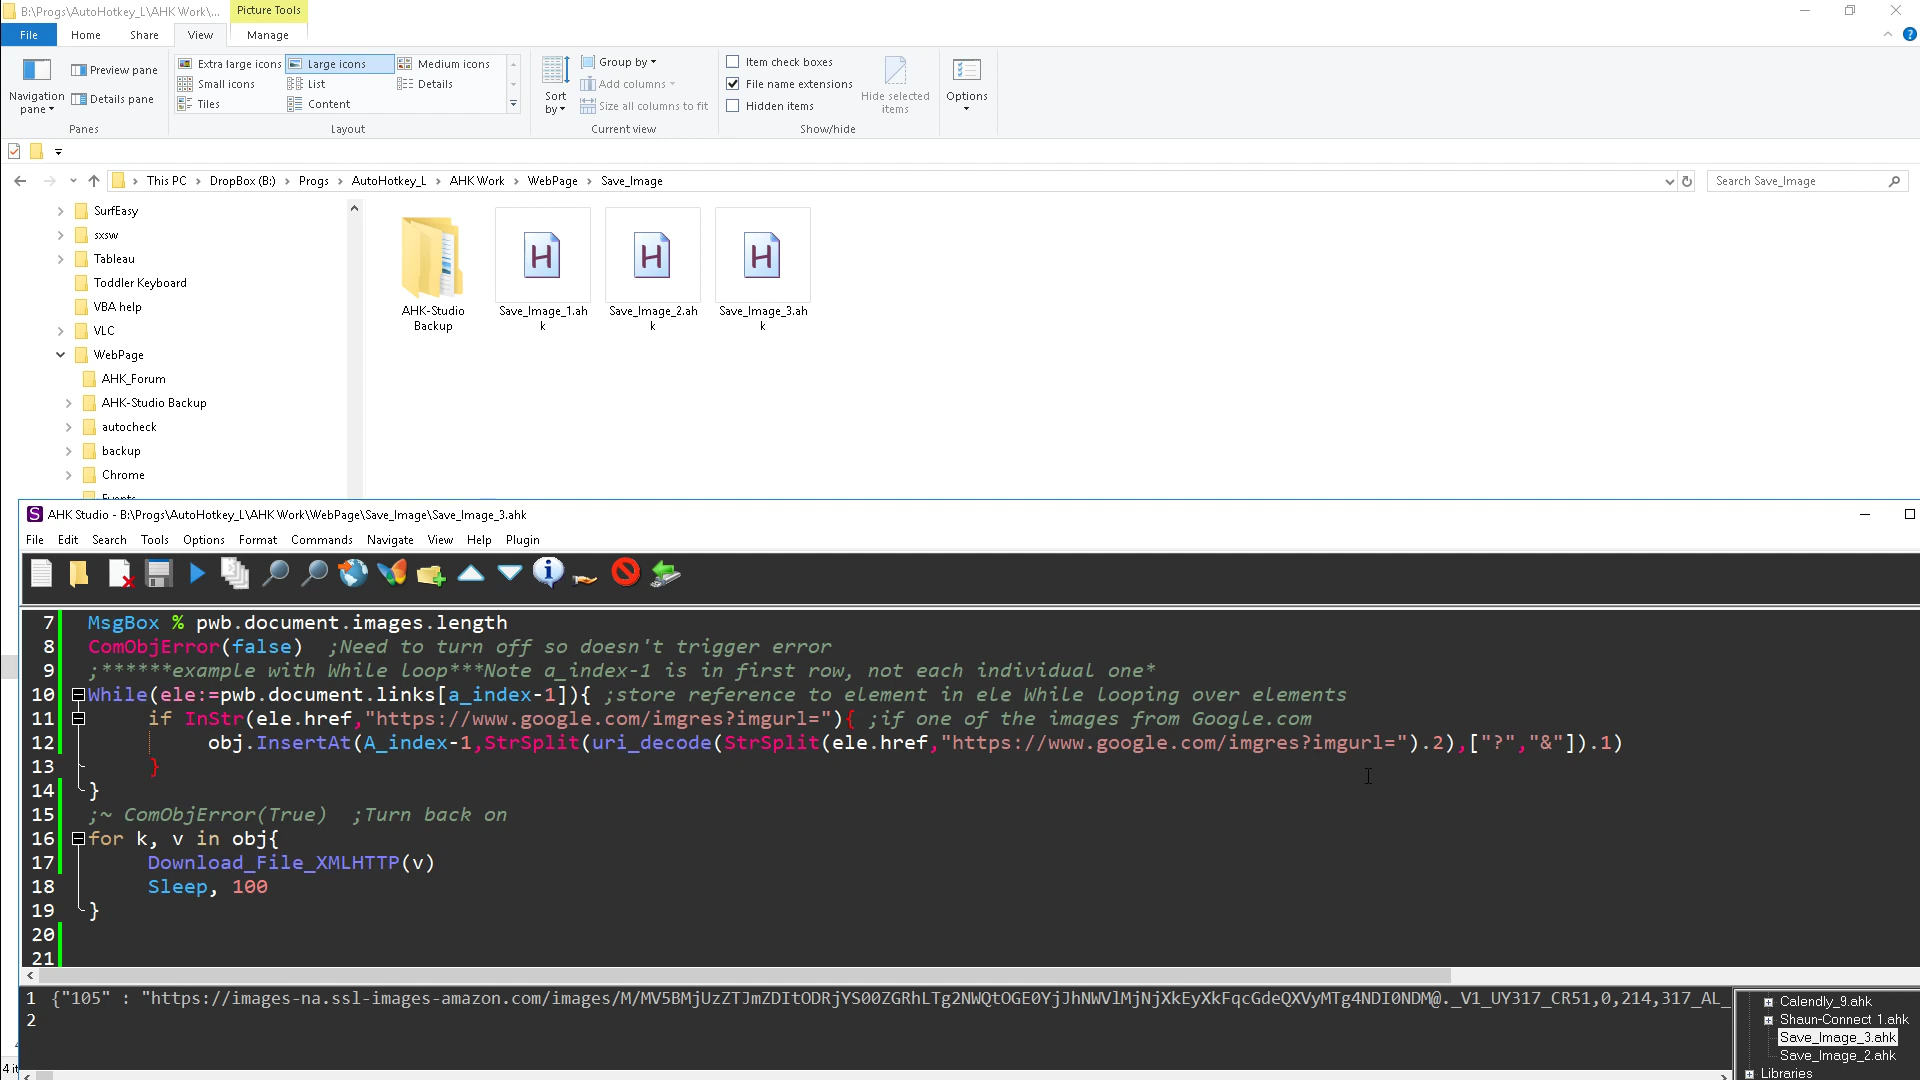 B:\Progs\AutoHotkey_L\AHK Work\...
Picture Tools
File
Home
Share
View
Manage
Navigation pane
Preview pane
Details pane
Panes
Extra large icons
Large icons
Medium icons
Small icons
List
Details
Tiles
Content
Layout
Sort by
Group by
Add columns
Size all columns to fit
Current view
Item check boxes
File name extensions
Hidden items
Hide selected items
Show/hide
Options
This PC > DropBox (B:) > Progs > AutoHotkey_L > AHK Work > WebPage > Save_Image
Search Save_Image
SurfEasy
sxsw
Tableau
Toddler Keyboard
VBA help
VLC
WebPage
AHK_Forum
AHK-Studio Backup
autocheck
backup
Chrome
AHK-Studio Backup
Save_Image_1.ahk
Save_Image_2.ahk
Save_Image_3.ahk
AHK Studio - B:\Progs\AutoHotkey_L\AHK Work\WebPage\Save_Image\Save_Image_3.ahk
File Edit Search Tools Options Format Commands Navigate View Help Plugin
7 MsgBox % pwb.document.images.length
8 ComObjError(false) ;Need to turn off so doesn't trigger error
9 ;******example with While loop***Note a_index-1 is in first row, not each individual one*
10 While(ele:=pwb.document.links[a_index-1]){ ;store reference to element in ele While looping over elements
11 if InStr(ele.href,"https://www.google.com/imgres?imgurl="){ ;if one of the images from Google.com
12 obj.InsertAt(A_index-1,StrSplit(uri_decode(StrSplit(ele.href,"https://www.google.com/imgres?imgurl=").2),["?","&"]).1)
13 }
14 }
15 ;~ ComObjError(True) ;Turn back on
16 for k, v in obj{
17 Download_File_XMLHTTP(v)
18 Sleep, 100
19 }
20
21
1 {"105" : "https://images-na.ssl-images-amazon.com/images/M/MV5BMjUzZTJmZDItODRjYS00ZGRhLTg2NWQtOGE0YjJhNWVlMjNjXkEyXkFqcGdeQXVyMTg4NDI0NDM@._V1_UY317_CR51,0,214,317_AL_
2
Calendly_9.ahk
Shaun-Connect 1.ahk
Save_Image_3.ahk
Save_Image_2.ahk
Libraries